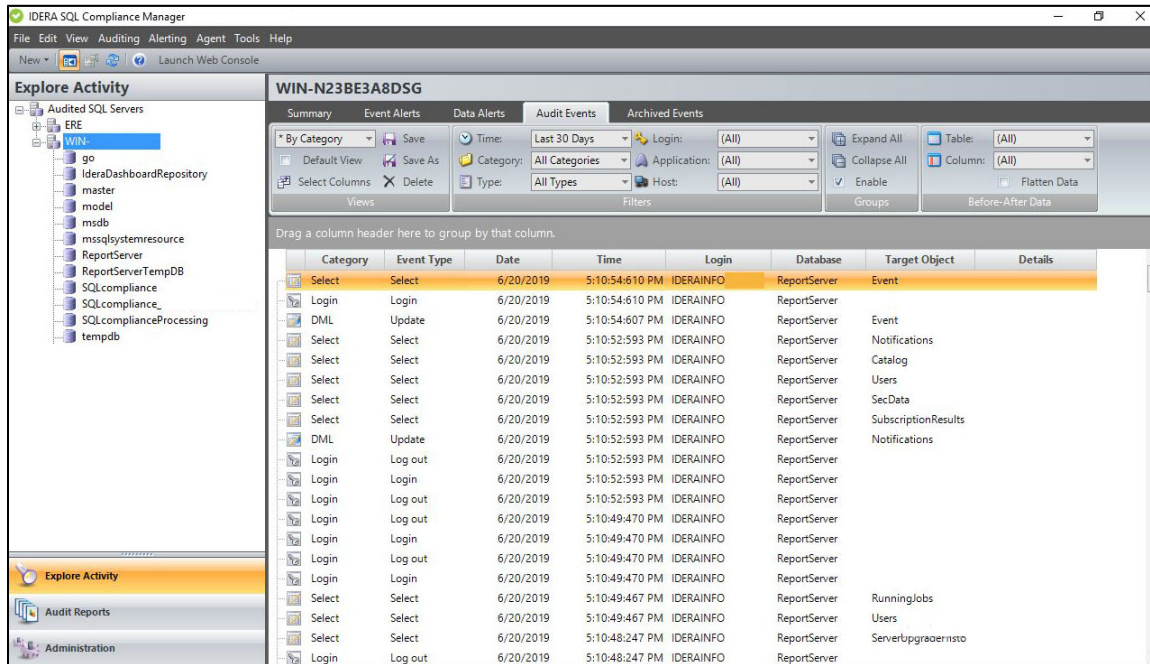 IDERA SQL Compliance Manager
File Edit View Auditing Alerting Agent Tools Help
New Launch Web Console
Explore Activity
Audited SQL Servers
ERE
WIN-
go
IderaDashboardRepository
master
model
msdb
mssqlsystemresource
ReportServer
ReportServerTempDB
SQLcompliance
SQLcompliance_
SQLcomplianceProcessing
tempdb
Explore Activity
Audit Reports
Administration
WIN-N23BE3A8DSG
Summary Event Alerts Data Alerts Audit Events Archived Events
* By Category Save Time: Last 30 Days Login: (All) Expand All Table: (All)
Default View Save As Category: All Categories Application: (All) Collapse All Column: (All)
Select Columns Delete Type: All Types Host: (All) Enable Flatten Data
Views Filters Groups Before-After Data
Drag a column header here to group by that column.
Category Event Type Date Time Login Database Target Object Details
Select Select 6/20/2019 5:10:54:610 PM IDERAINFO ReportServer Event
Login Login 6/20/2019 5:10:54:610 PM IDERAINFO ReportServer
DML Update 6/20/2019 5:10:54:607 PM IDERAINFO ReportServer Event
Select Select 6/20/2019 5:10:52:593 PM IDERAINFO ReportServer Notifications
Select Select 6/20/2019 5:10:52:593 PM IDERAINFO ReportServer Catalog
Select Select 6/20/2019 5:10:52:593 PM IDERAINFO ReportServer Users
Select Select 6/20/2019 5:10:52:593 PM IDERAINFO ReportServer SecData
Select Select 6/20/2019 5:10:52:593 PM IDERAINFO ReportServer SubscriptionResults
DML Update 6/20/2019 5:10:52:593 PM IDERAINFO ReportServer Notifications
Login Log out 6/20/2019 5:10:52:593 PM IDERAINFO ReportServer
Login Login 6/20/2019 5:10:52:593 PM IDERAINFO ReportServer
Login Log out 6/20/2019 5:10:52:593 PM IDERAINFO ReportServer
Login Log out 6/20/2019 5:10:49:470 PM IDERAINFO ReportServer
Login Login 6/20/2019 5:10:49:470 PM IDERAINFO ReportServer
Login Log out 6/20/2019 5:10:49:470 PM IDERAINFO ReportServer
Login Login 6/20/2019 5:10:49:470 PM IDERAINFO ReportServer
Select Select 6/20/2019 5:10:49:467 PM IDERAINFO ReportServer RunningJobs
Select Select 6/20/2019 5:10:49:467 PM IDERAINFO ReportServer Users
Select Select 6/20/2019 5:10:48:247 PM IDERAINFO ReportServer
Login Log out 6/20/2019 5:10:48:247 PM IDERAINFO ReportServer